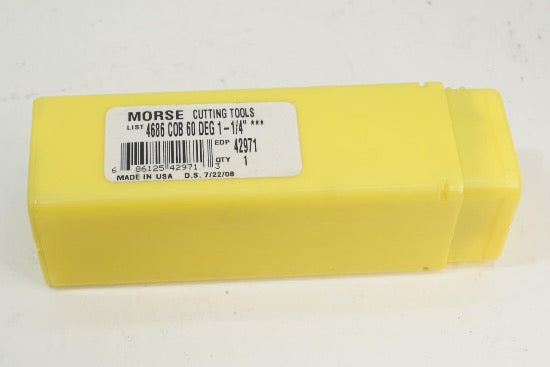 MORSE CUTTING TOOLS
LIST 4686 COB 60 DEG 1-1/4" ***
EDP 42971
QTY 1
6 86125 42971 3
MADE IN USA D.S. 7/22/08